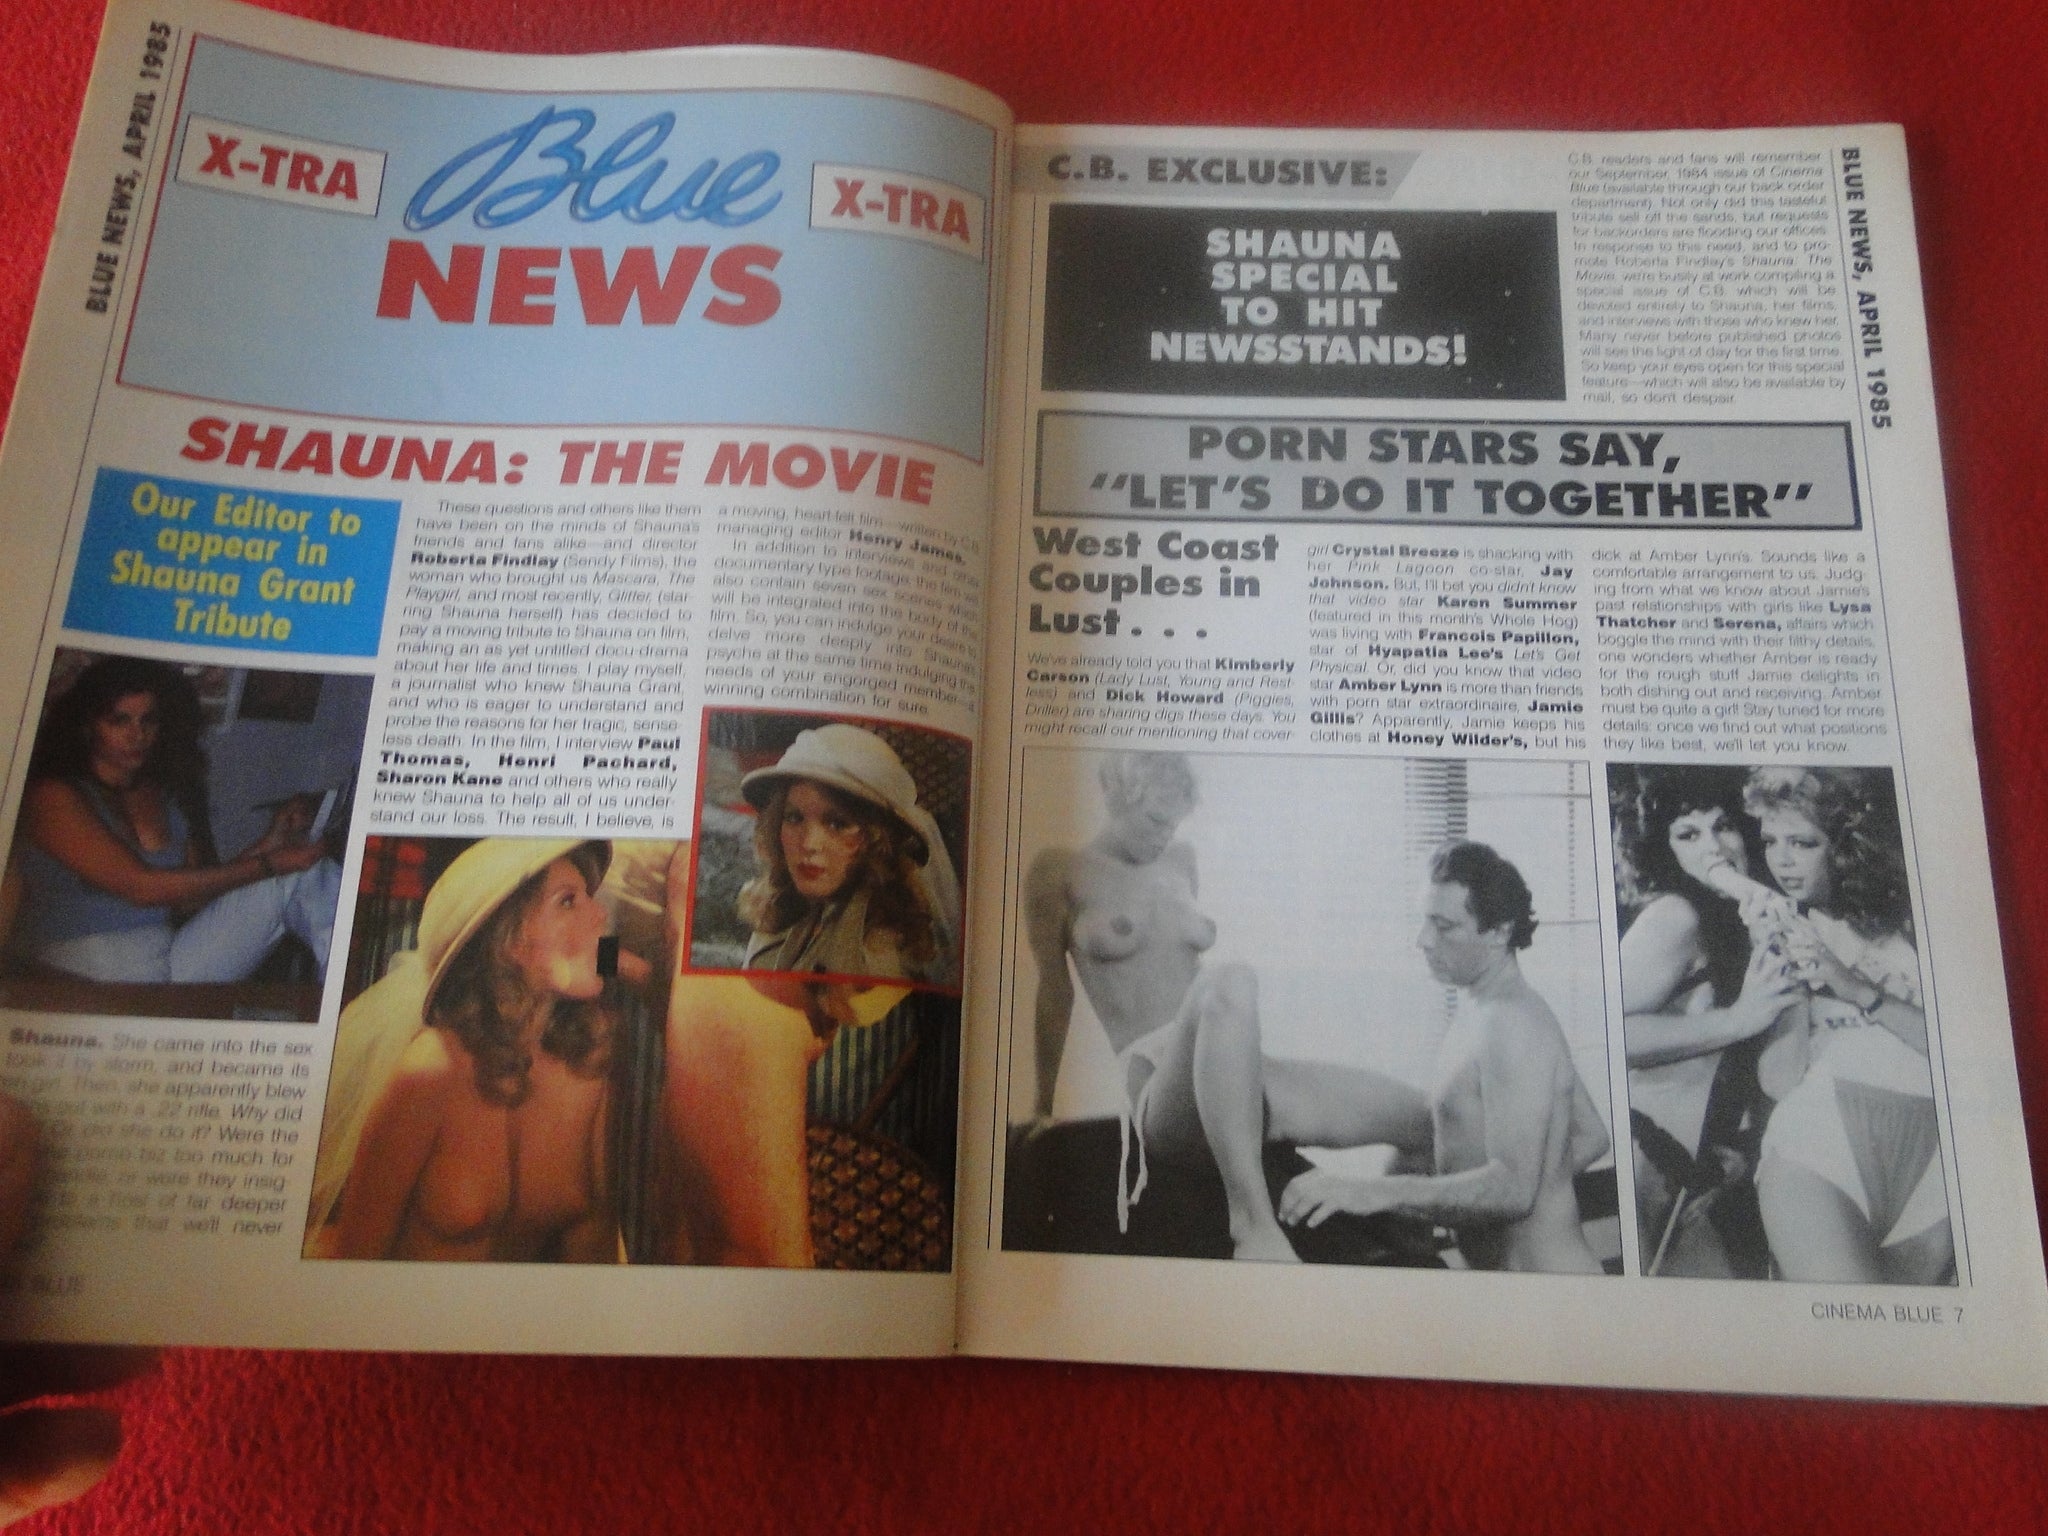 BLUE NEWS, APRIL 1985
X-TRA
Blue
X-TRA
NEWS
SHAUNA: THE MOVIE
Our Editor to
appear in
Shauna Grant
Tribute
Shauna. She came into the sex
took it by storm, and became its
Then, she apparently blew
with a .22 rifle. Why did
did she do it? Were the
porno biz too much for
or were they insig-
a host of far deeper
problems that we'll never
These questions and others like them
have been on the minds of Shauna's
friends and fans alike—and director
Roberta Findlay (Sendy Films), the
woman who brought us Mascara, The
Playgirl, and most recently, Glitter, (star-
ring Shauna herself) has decided to
pay a moving tribute to Shauna on film,
making an as yet untitled docu-drama
about her life and times. I play myself,
a journalist who knew Shauna Grant,
and who is eager to understand and
probe the reasons for her tragic, sense-
less death. In the film, I interview Paul
Thomas, Henri Pachard,
Sharon Kane and others who really
knew Shauna to help all of us under-
stand our loss. The result, I believe, is
a moving, heart-felt film—written by C.B.
managing editor Henry James.
In addition to interviews and other
documentary type footage, the film will
also contain seven sex scenes which
will be integrated into the body of the
film. So, you can indulge your desire to
delve more deeply into Shauna's
psyche at the same time indulging the
needs of your engorged member—a
winning combination for sure.
BLUE
C.B. EXCLUSIVE:
SHAUNA
SPECIAL
TO HIT
NEWSSTANDS!
C.B. readers and fans will remember
our September, 1984 issue of Cinema
Blue (available through our back order
department). Not only did this tasteful
tribute sell off the stands, but requests
for backorders are flooding our offices.
In response to this need, and to pro-
mote Roberta Findlay's Shauna: The
Movie, we're busily at work compiling a
special issue of C.B. which will be
devoted entirely to Shauna, her films,
and interviews with those who knew her.
Many never before published photos
will see the light of day for the first time.
So keep your eyes open for this special
feature—which will also be available by
mail, so don't despair.
BLUE NEWS, APRIL 1985
PORN STARS SAY,
"LET'S DO IT TOGETHER"
West Coast
Couples in
Lust . . .
We've already told you that Kimberly
Carson (Lady Lust, Young and Rest-
less) and Dick Howard (Piggies,
Driller) are sharing digs these days. You
might recall our mentioning that cover-
girl Crystal Breeze is shacking with
her Pink Lagoon co-star, Jay
Johnson. But, I'll bet you didn't know
that video star Karen Summer
(featured in this month's Whole Hog)
was living with Francois Papillon,
star of Hyapatia Lee's Let's Get
Physical. Or, did you know that video
star Amber Lynn is more than friends
with porn star extraordinaire, Jamie
Gillis? Apparently, Jamie keeps his
clothes at Honey Wilder's, but his
dick at Amber Lynn's. Sounds like a
comfortable arrangement to us. Judg-
ing from what we know about Jamie's
past relationships with girls like Lysa
Thatcher and Serena, affairs which
boggle the mind with their filthy details,
one wonders whether Amber is ready
for the rough stuff Jamie delights in
both dishing out and receiving. Amber
must be quite a girl! Stay tuned for more
details: once we find out what positions
they like best, we'll let you know.
CINEMA BLUE 7